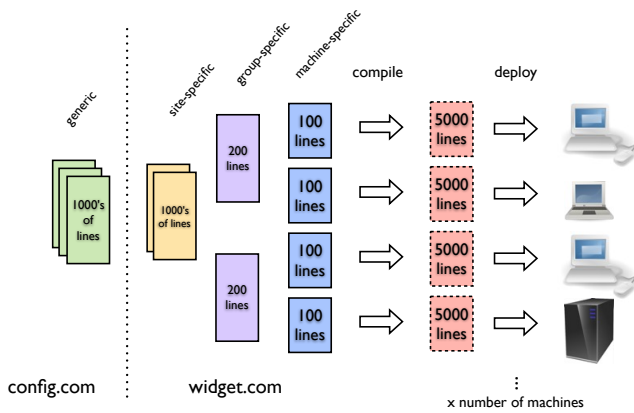 generic
site-specific
group-specific
machine-specific
compile
deploy
1000's
of
lines
1000's
of lines
200
lines
200
lines
100
lines
100
lines
100
lines
100
lines
5000
lines
5000
lines
5000
lines
5000
lines
config.com
widget.com
x number of machines